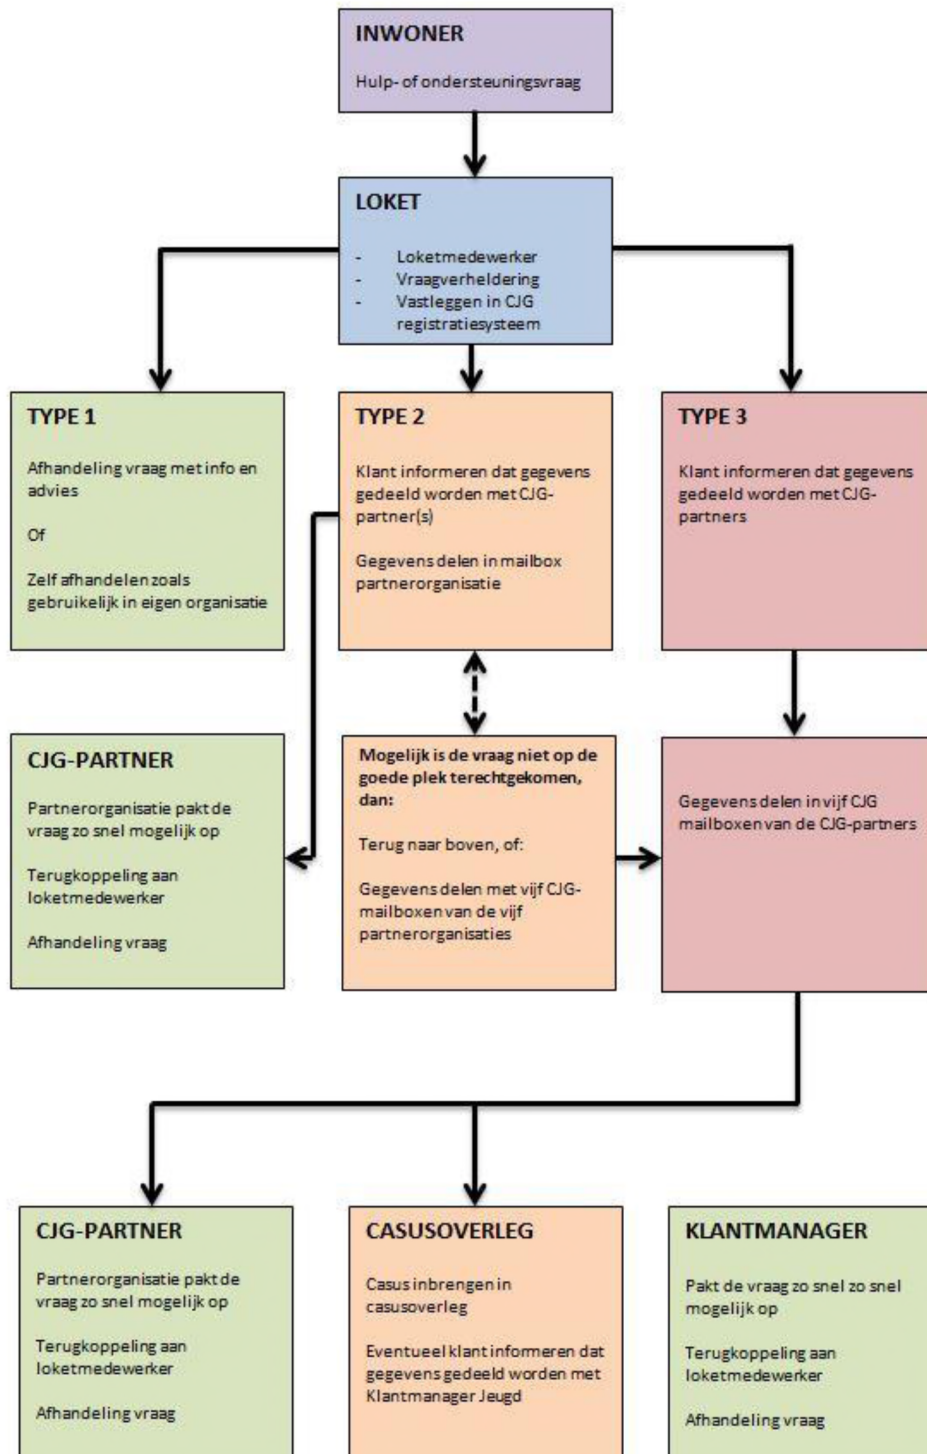 INWONER
Hulp- of ondersteuningsvraag
LOKET
- Loketmedewerker
- Vraagverheldering
- Vastleggen in CJG
registratiesysteem
TYPE 1
Afhandeling vraag met info en
advies
Of
Zelf afhandelen zoals
gebruikelijk in eigen organisatie
TYPE 2
Klant informeren dat gegevens
gedeeld worden met CJG-
partner(s)
Gegevens delen in mailbox
partnerorganisatie
TYPE 3
Klant informeren dat gegevens
gedeeld worden met CJG-
partners
CJG-PARTNER
Partnerorganisatie pakt de
vraag zo snel mogelijk op
Terugkoppeling aan
loketmedewerker
Afhandeling vraag
Mogelijk is de vraag niet op de
goede plek terechtgekomen,
dan:
Terug naar boven, of:
Gegevens delen met vijf CJG-
mailboxen van de vijf
partnerorganisaties
Gegevens delen in vijf CJG
mailboxen van de CJG-partners
CJG-PARTNER
Partnerorganisatie pakt de
vraag zo snel mogelijk op
Terugkoppeling aan
loketmedewerker
Afhandeling vraag
CASUSOVERLEG
Casus inbrengen in
casusoverleg
Eventueel klant informeren dat
gegevens gedeeld worden met
Klantmanager Jeugd
KLANTMANAGER
Pakt de vraag zo snel zo snel
mogelijk op
Terugkoppeling aan
loketmedewerker
Afhandeling vraag